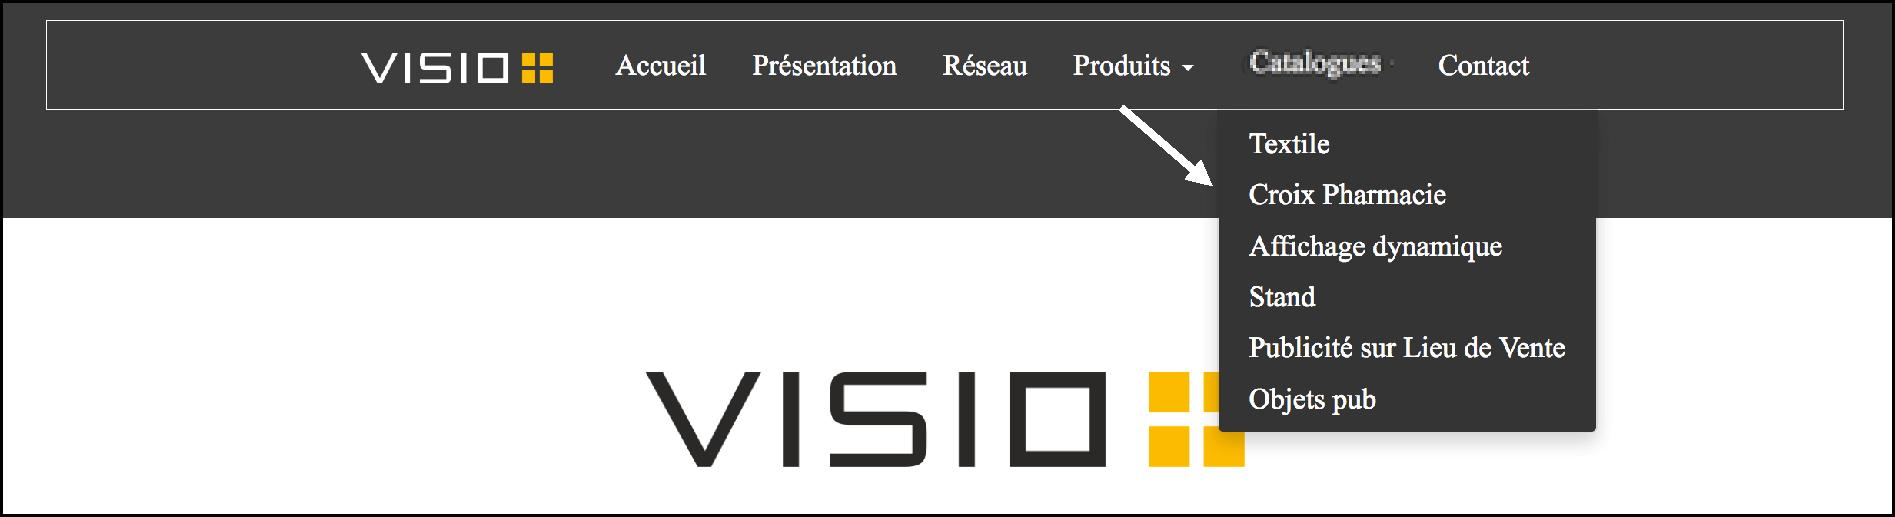 VISIO Accueil Présentation Réseau Produits Catalogues Contact
Textile
Croix Pharmacie
Affichage dynamique
Stand
Publicité sur Lieu de Vente
Objets pub
VISIO